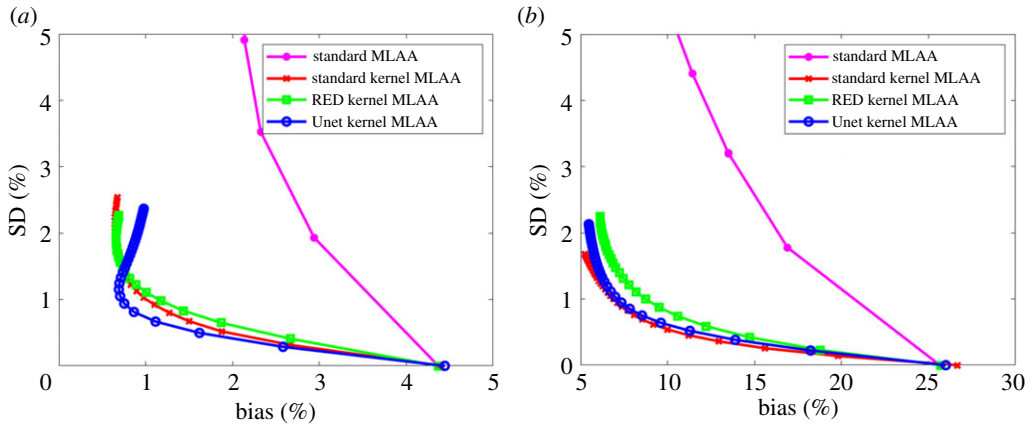 (a)
5
4
3
2
1
SD (%)
standard MLAA
standard kernel MLAA
RED kernel MLAA
Unet kernel MLAA
0 1 2 3 4 5
bias (%)
(b)
5
4
3
2
1
0
SD (%)
standard MLAA
standard kernel MLAA
RED kernel MLAA
Unet kernel MLAA
5 10 15 20 25 30
bias (%)